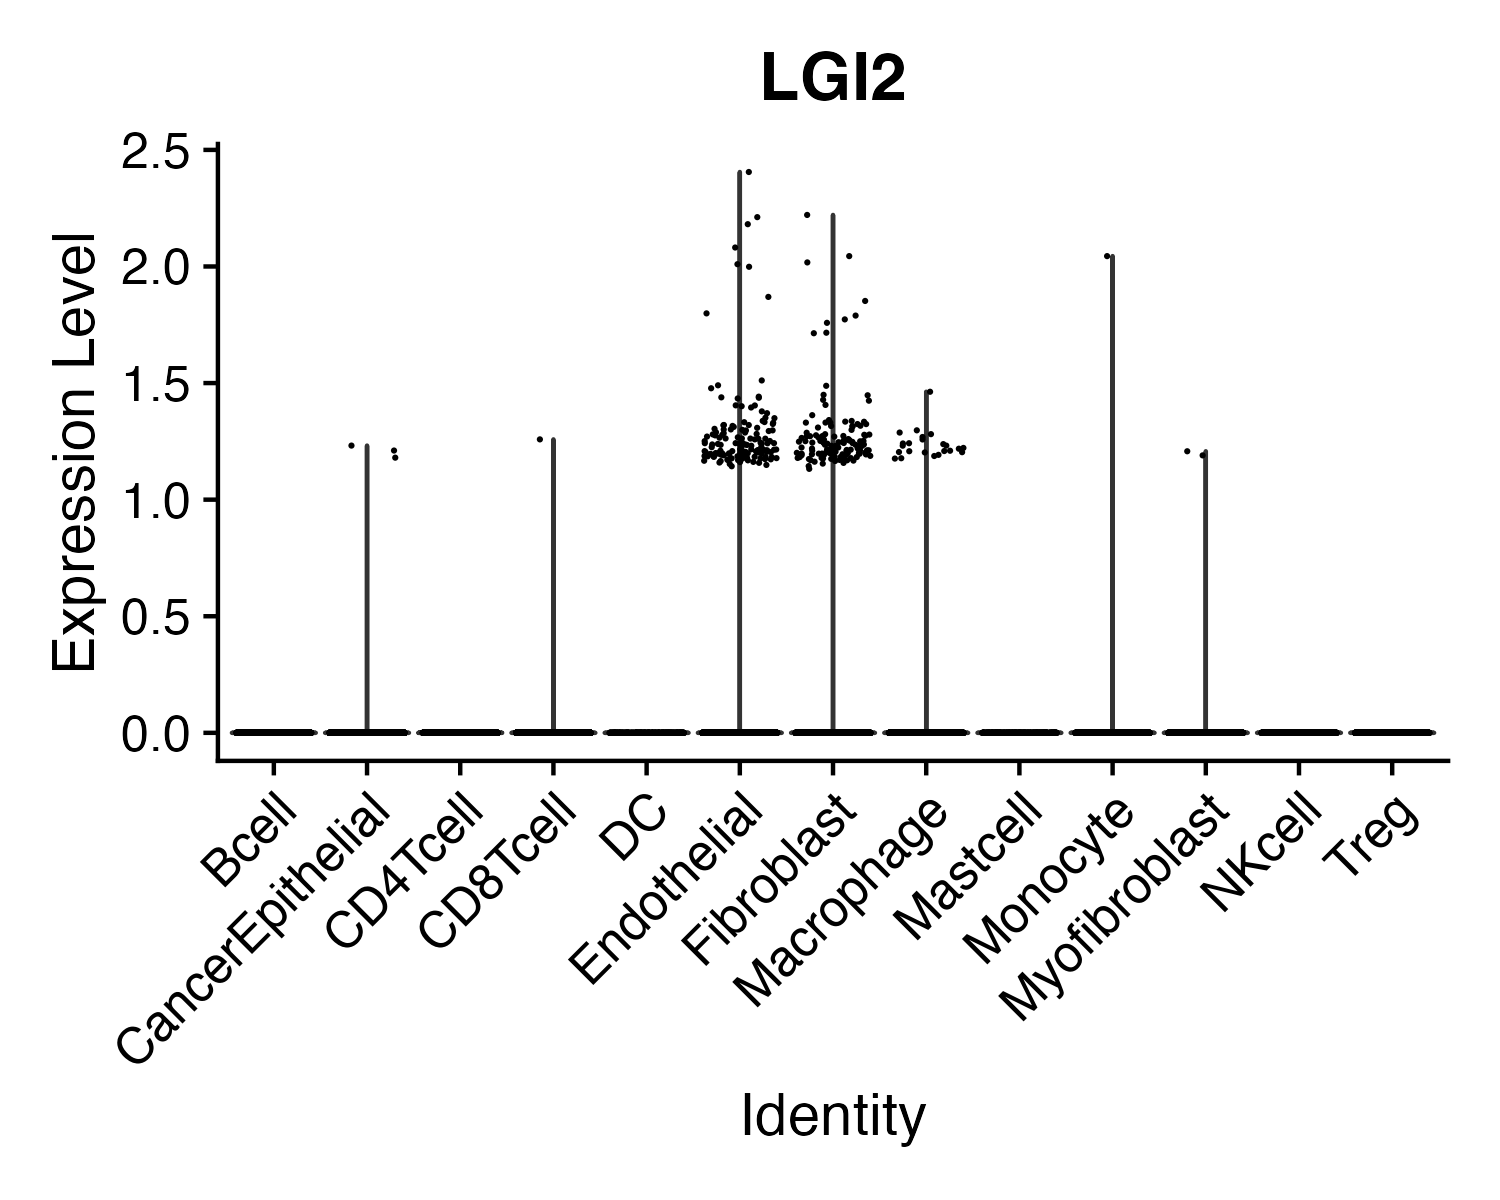 LGI2
Expression Level
2.5
2.0
1.5
1.0
0.5
0.0
Bcell
CancerEpithelial
CD4Tcell
CD8Tcell
DC
Endothelial
Fibroblast
Macrophage
Mastcell
Monocyte
Myofibroblast
NKcell
Treg
Identity